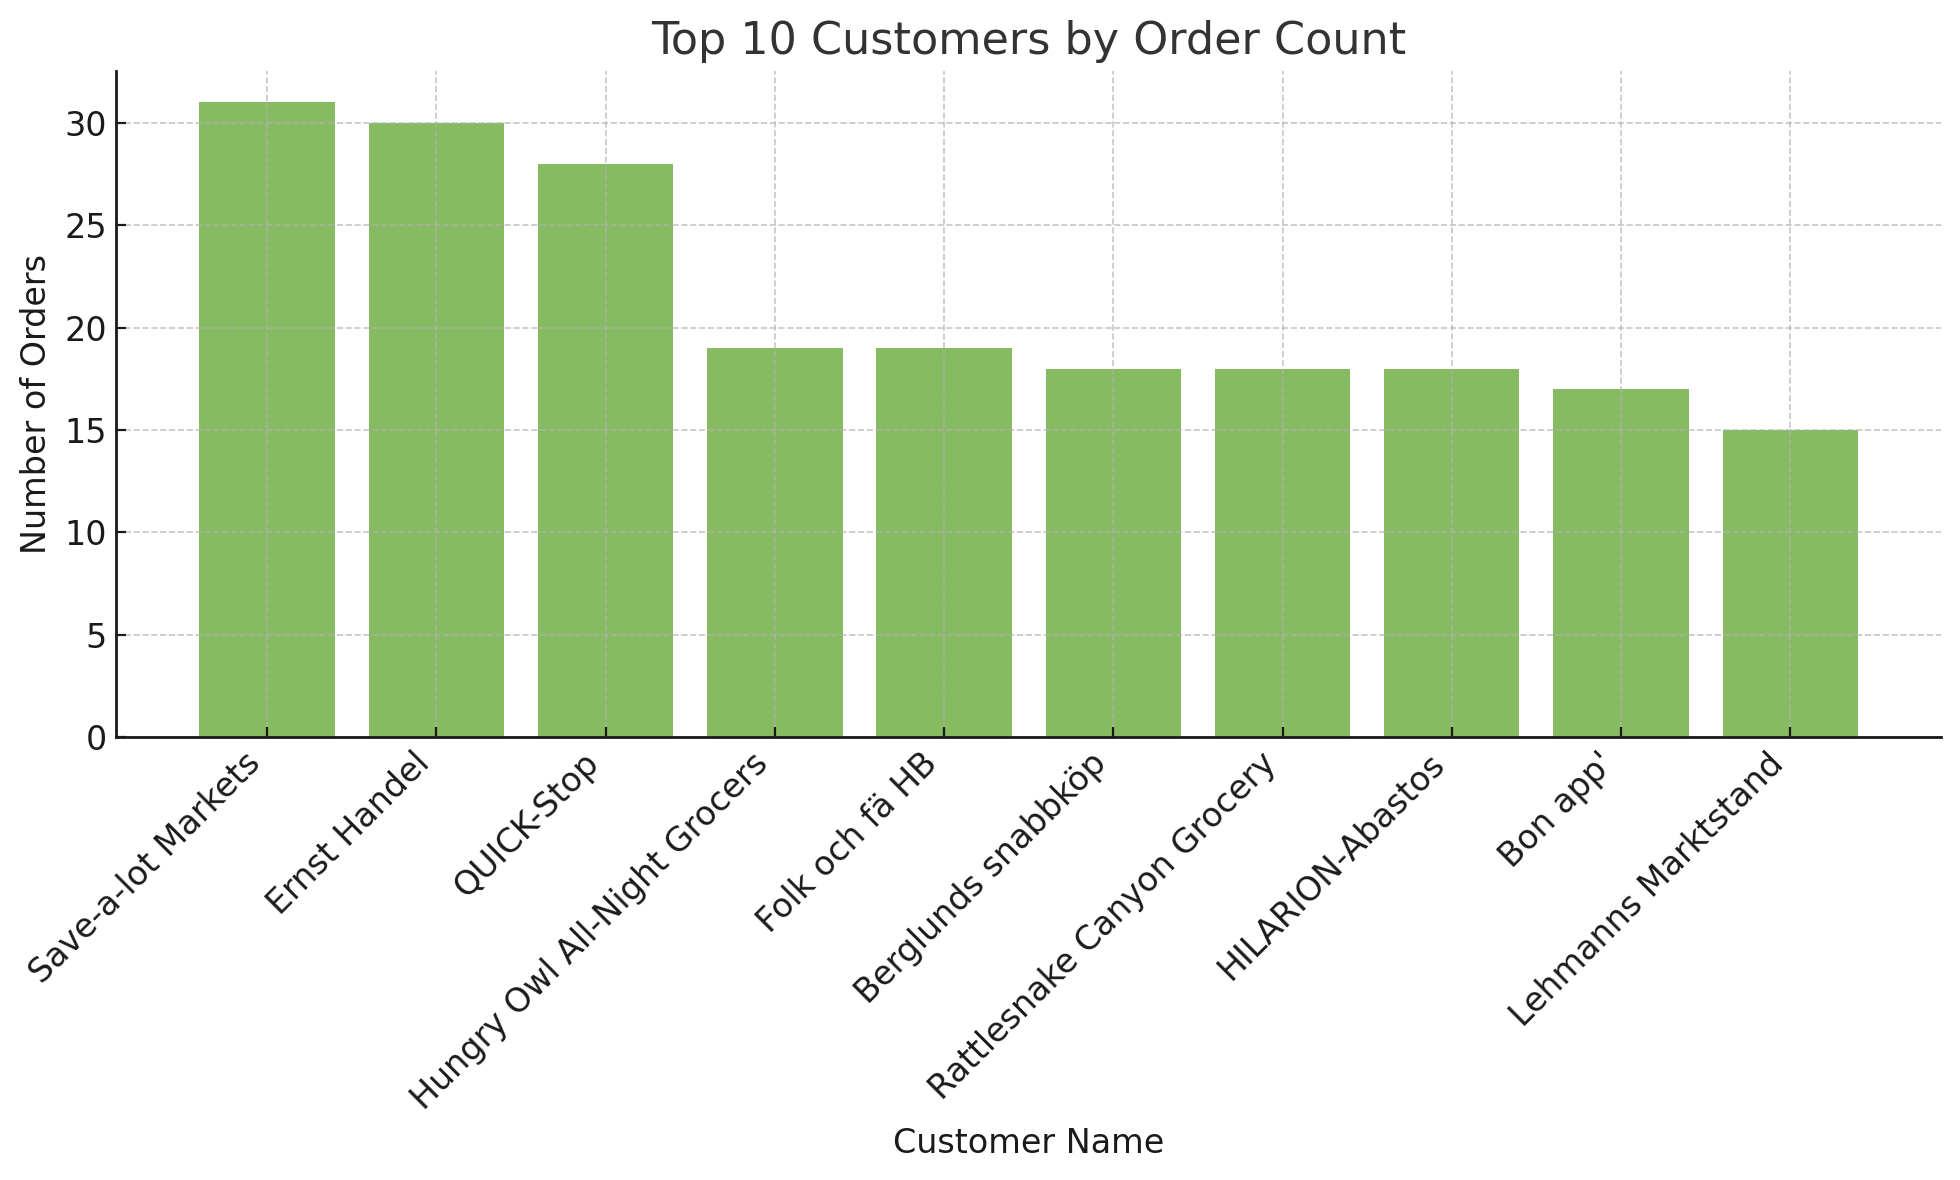 Top 10 Customers by Order Count
Number of Orders
30
25
20
15
10
5
0
Save-a-lot Markets
Ernst Handel
QUICK-Stop
Hungry Owl All-Night Grocers
Folk och fä HB
Berglunds snabbköp
Rattlesnake Canyon Grocery
HILARION-Abastos
Bon app'
Lehmanns Marktstand
Customer Name